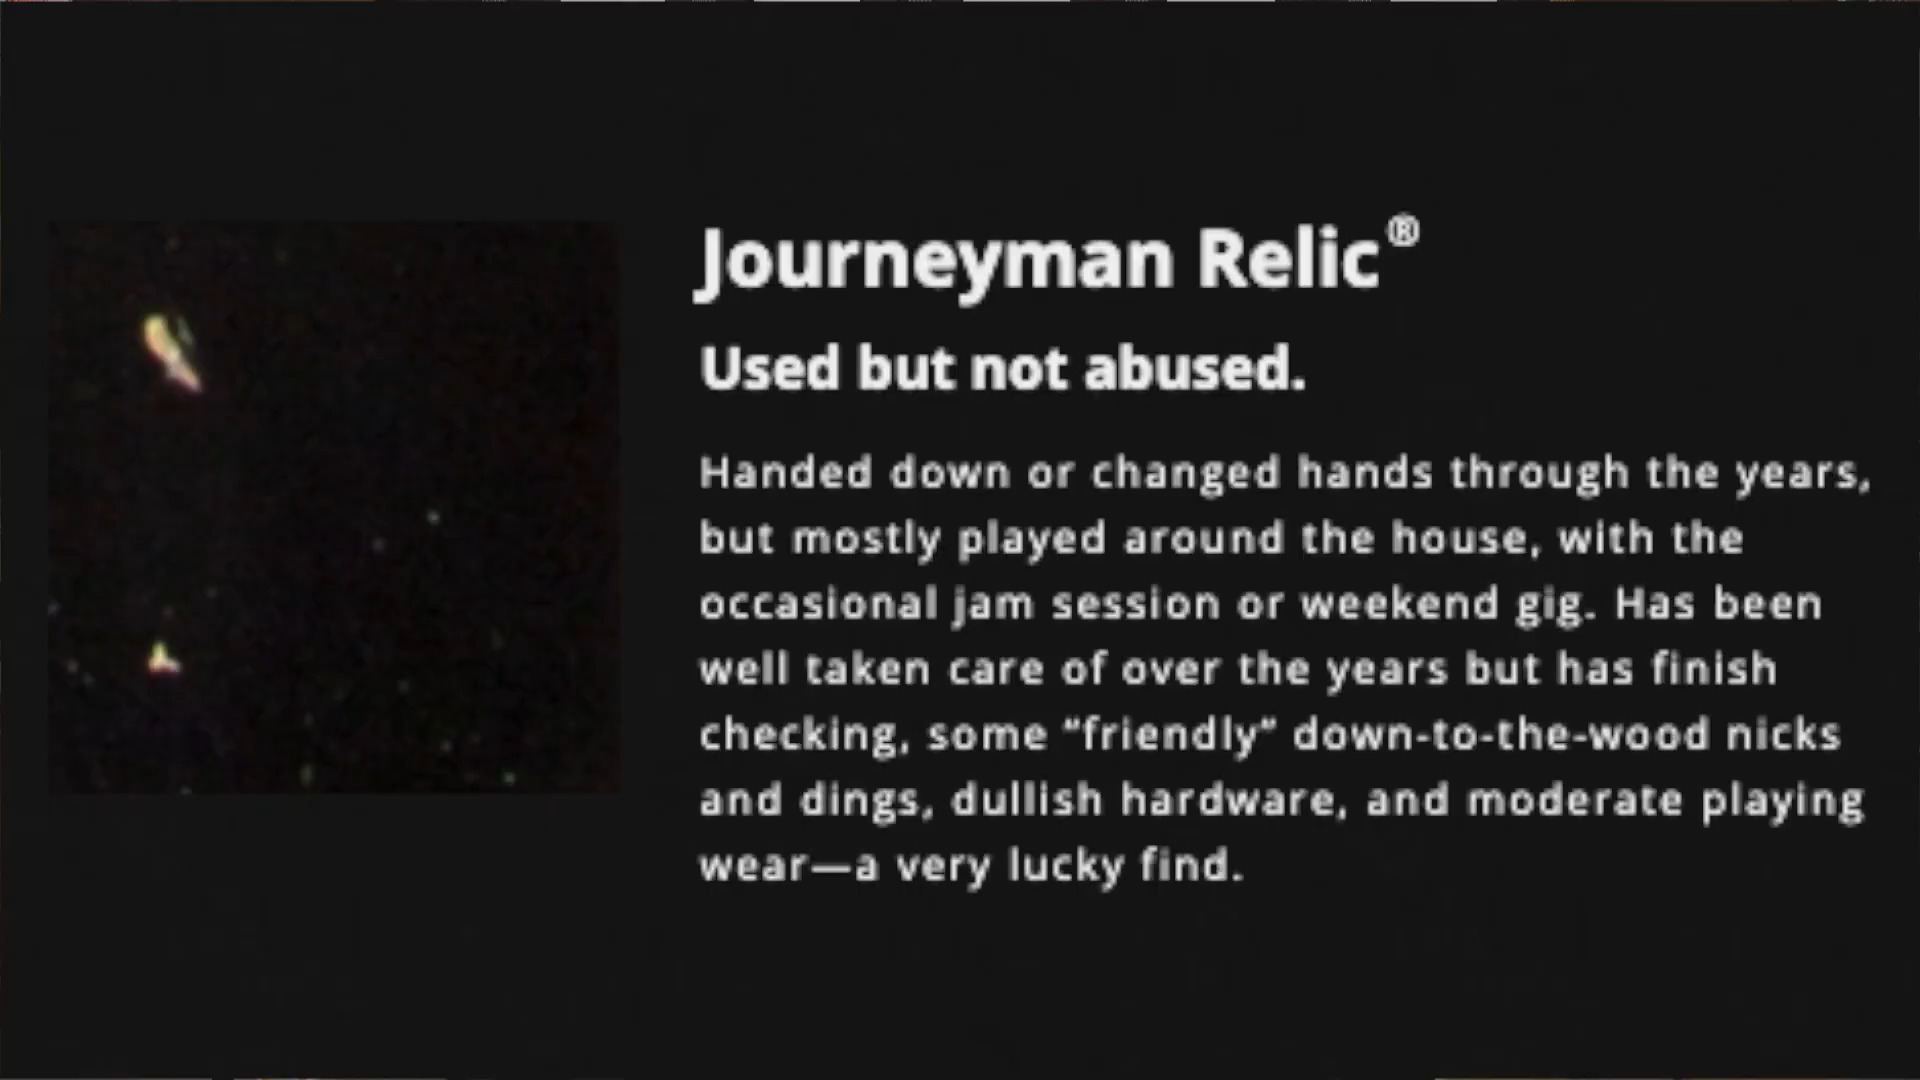 Journeyman Relic®
Used but not abused.
Handed down or changed hands through the years,
but mostly played around the house, with the
occasional jam session or weekend gig. Has been
well taken care of over the years but has finish
checking, some “friendly” down-to-the-wood nicks
and dings, dullish hardware, and moderate playing
wear—a very lucky find.